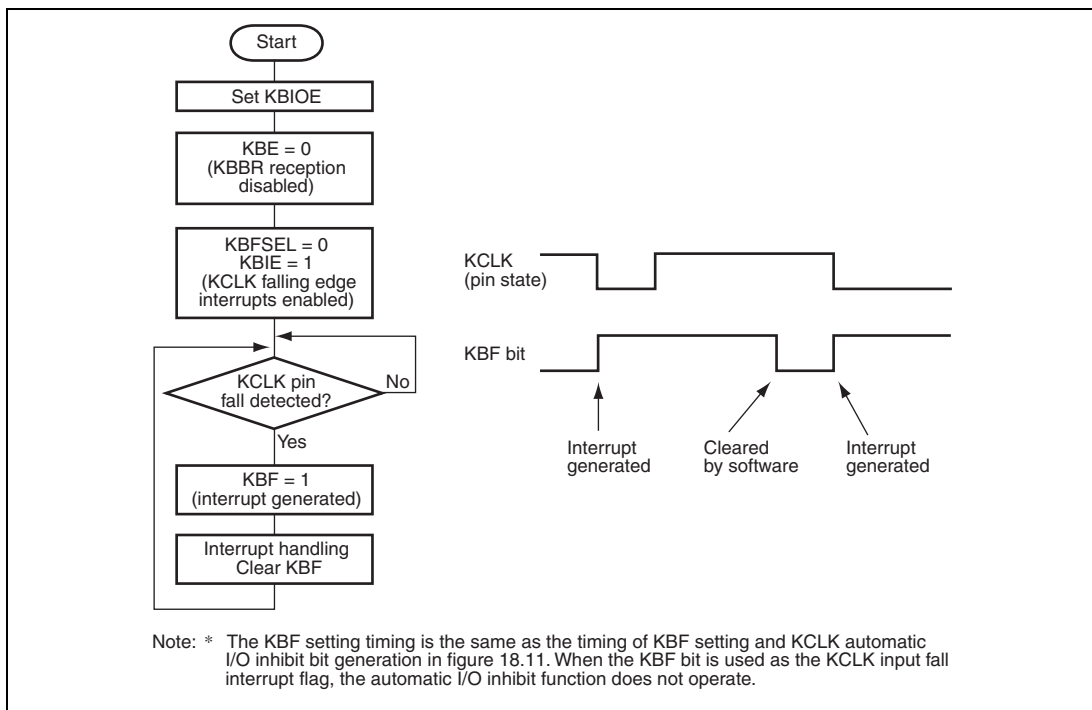 Start
Set KBIOE
KBE = 0
(KBBR reception
disabled)
KBFSEL = 0
KBIE = 1
(KCLK falling edge
interrupts enabled)
KCLK pin
fall detected?
No
Yes
KBF = 1
(interrupt generated)
Interrupt handling
Clear KBF
KCLK
(pin state)
KBF bit
Interrupt
generated
Cleared
by software
Interrupt
generated
Note: * The KBF setting timing is the same as the timing of KBF setting and KCLK automatic
I/O inhibit bit generation in figure 18.11. When the KBF bit is used as the KCLK input fall
interrupt flag, the automatic I/O inhibit function does not operate.